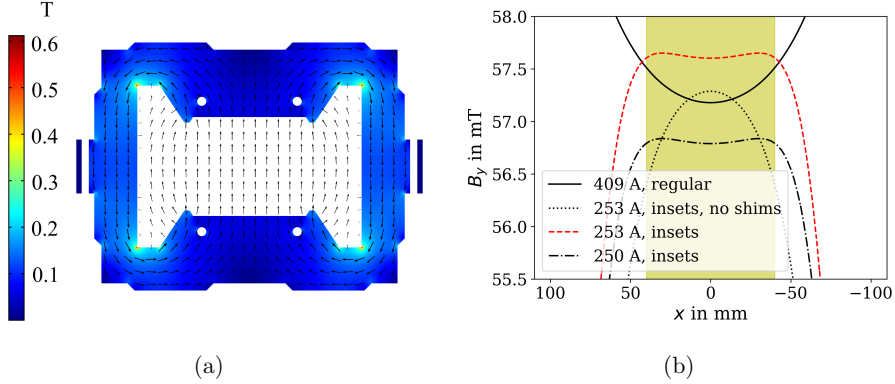 T
0.6
0.5
0.4
0.3
0.2
0.1
(a)
58.0
57.5
57.0
56.5
56.0
55.5
B_y in mT
409 A, regular
253 A, insets, no shims
253 A, insets
250 A, insets
100 50 0 −50 −100
x in mm
(b)